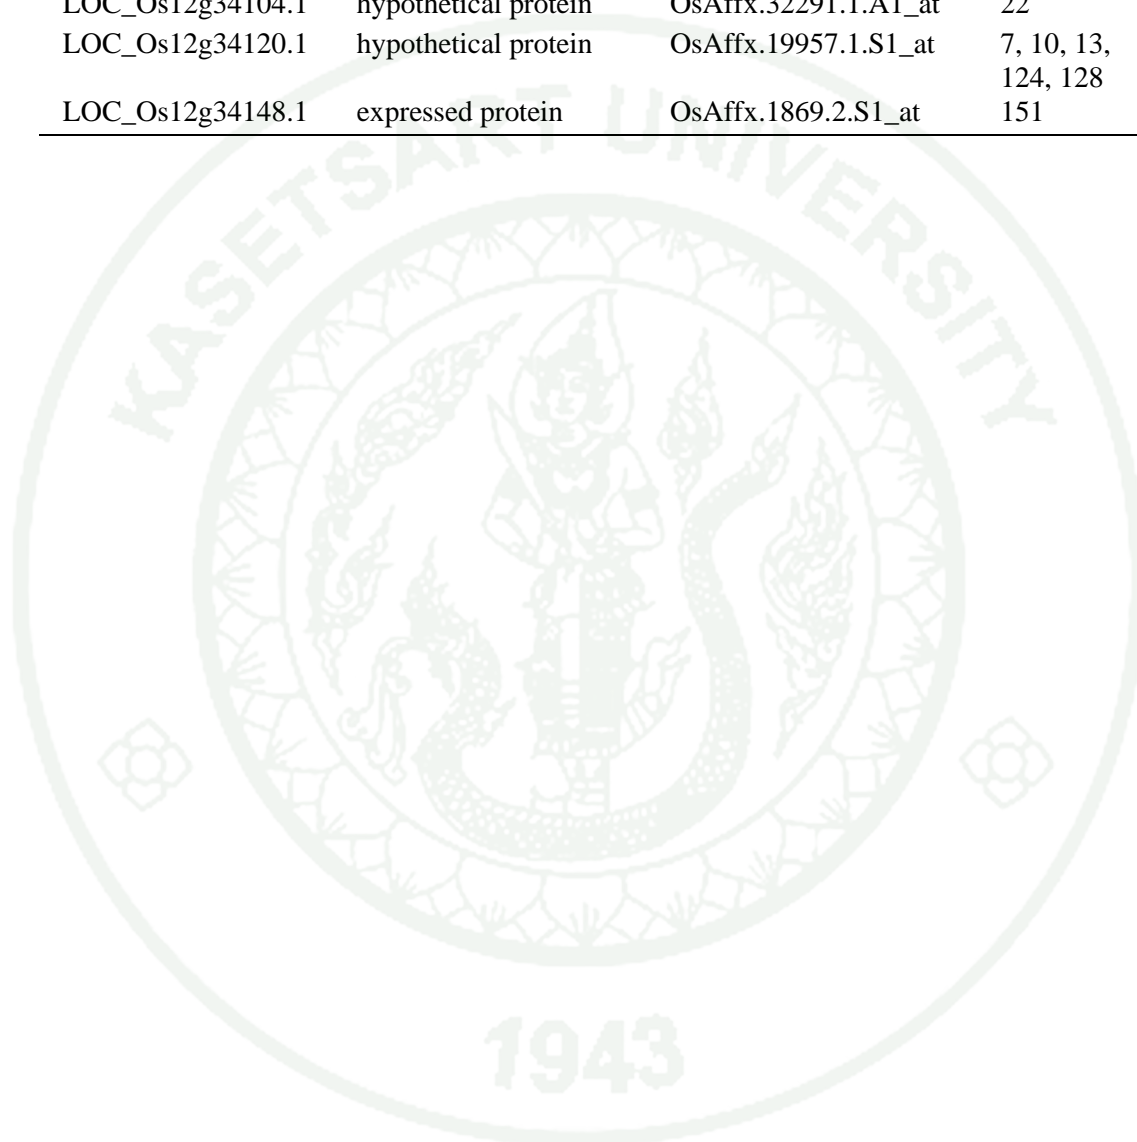 LOC_Os12g34104.1 hypothetical protein OsAffx.32291.1.A1_at 22
LOC_Os12g34120.1 hypothetical protein OsAffx.19957.1.S1_at 7, 10, 13,
124, 128
LOC_Os12g34148.1 expressed protein OsAffx.1869.2.S1_at 151
KASETSART UNIVERSITY
1943